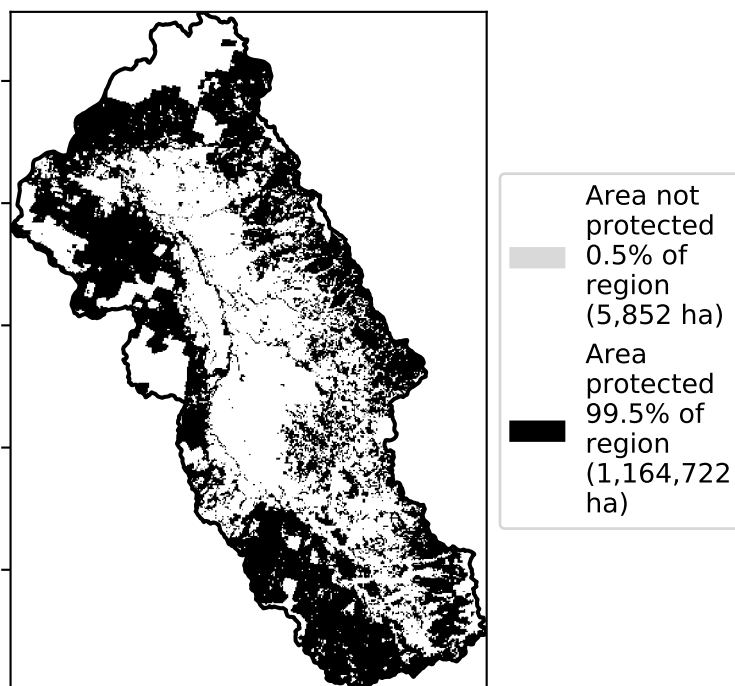 Area not
protected
0.5% of
region
(5,852 ha)
Area
protected
99.5% of
region
(1,164,722
ha)